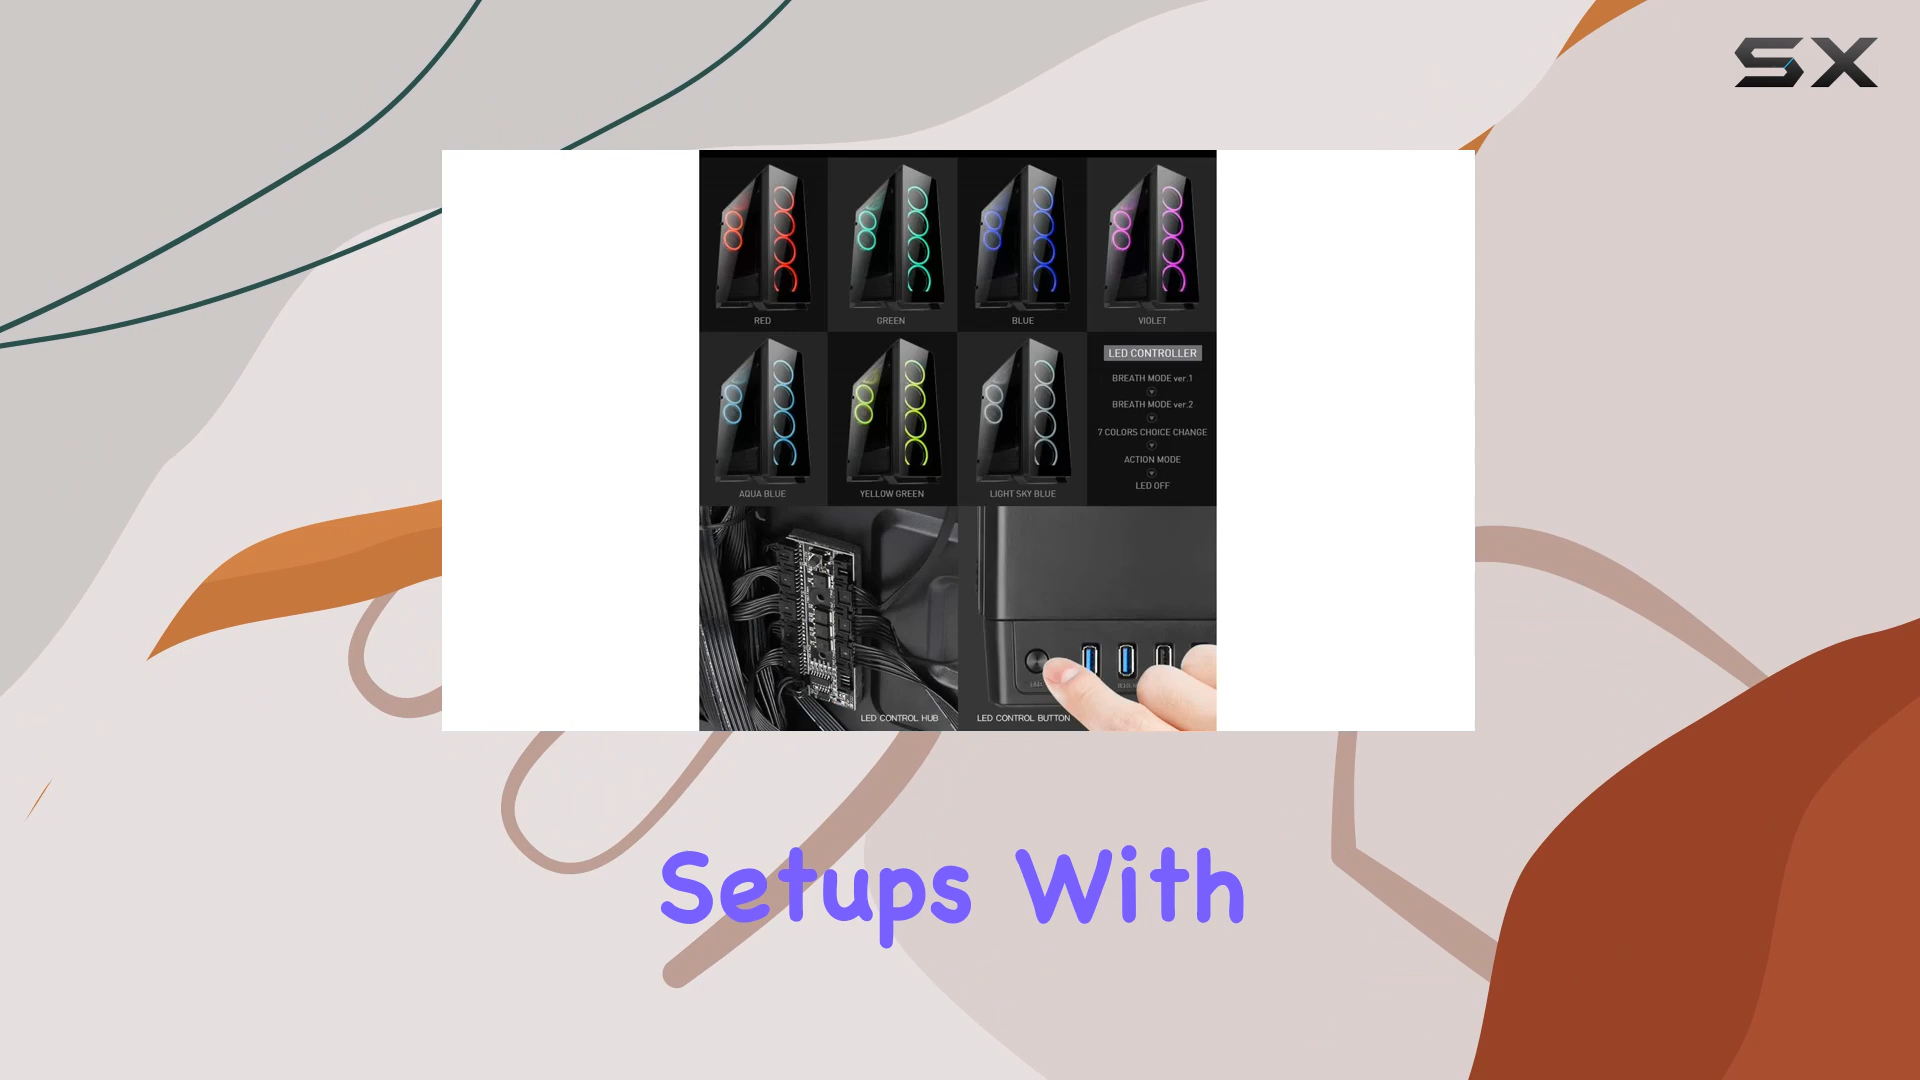 SX
RED
GREEN
BLUE
VIOLET
LED CONTROLLER
BREATH MODE ver.1
BREATH MODE ver.2
7 COLORS CHOICE CHANGE
ACTION MODE
LED OFF
AQUA BLUE
YELLOW GREEN
LIGHT SKY BLUE
LED CONTROL HUB
LED CONTROL BUTTON
Setups With